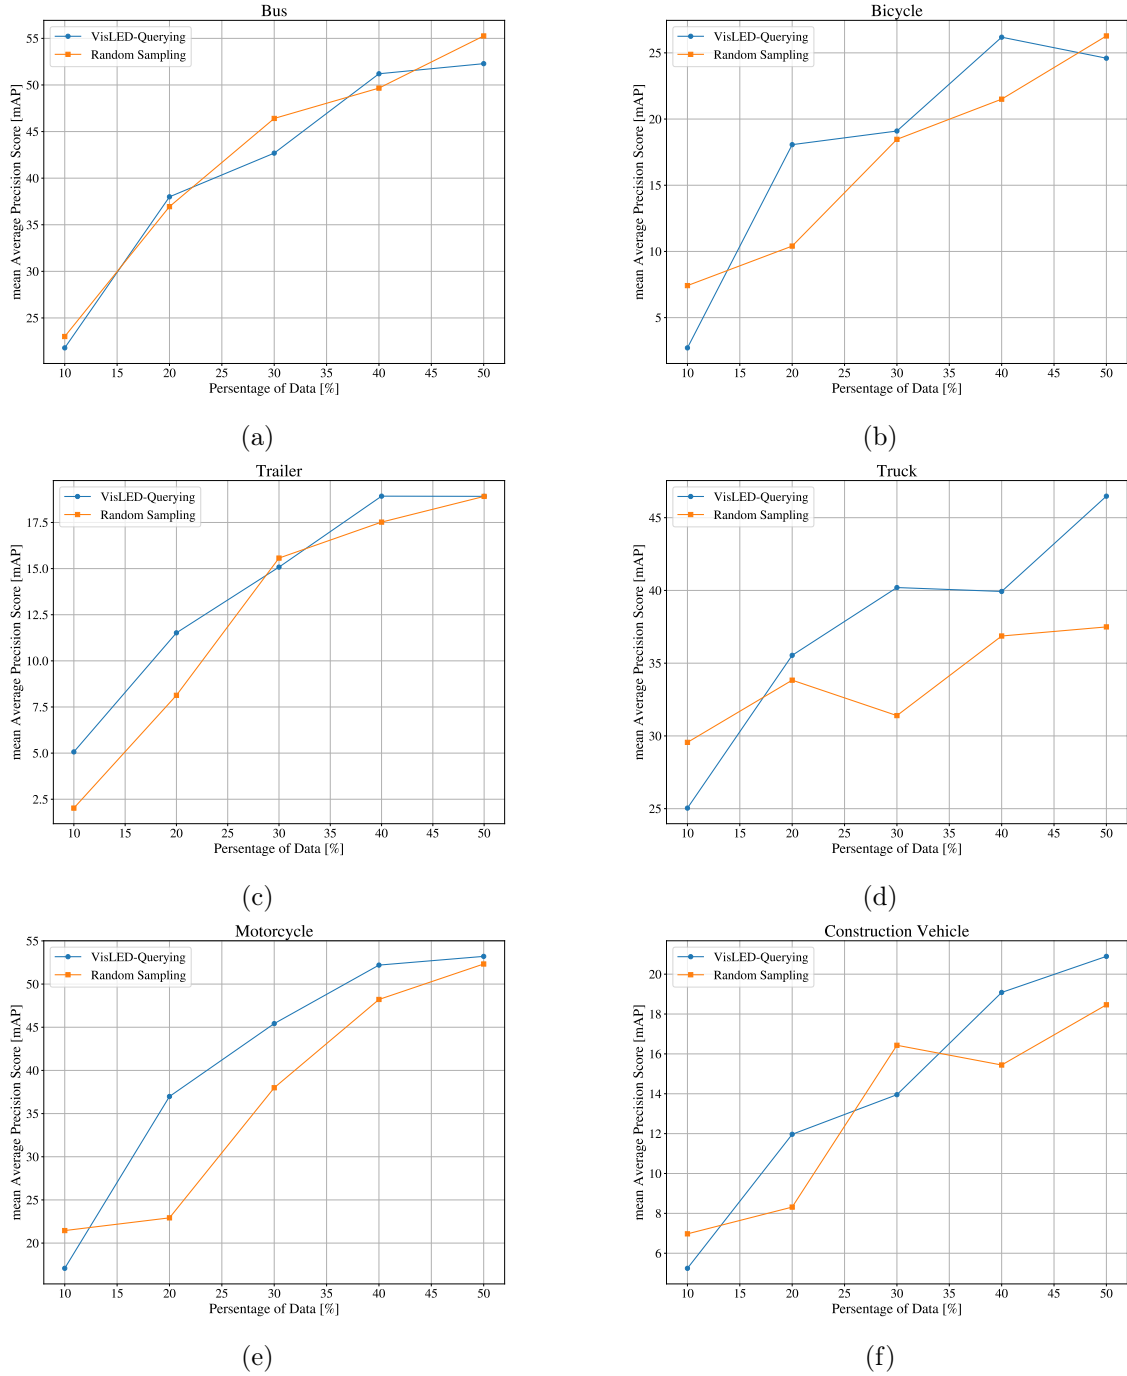 Bus
VisLED-Querying
Random Sampling
mean Average Precision Score [mAP]
55
50
45
40
35
30
25
10 15 20 25 30 35 40 45 50
Persentage of Data [%]
(a)
Bicycle
VisLED-Querying
Random Sampling
mean Average Precision Score [mAP]
25
20
15
10
5
10 15 20 25 30 35 40 45 50
Persentage of Data [%]
(b)
Trailer
VisLED-Querying
Random Sampling
mean Average Precision Score [mAP]
17.5
15.0
12.5
10.0
7.5
5.0
2.5
10 15 20 25 30 35 40 45 50
Persentage of Data [%]
(c)
Truck
VisLED-Querying
Random Sampling
mean Average Precision Score [mAP]
45
40
35
30
25
10 15 20 25 30 35 40 45 50
Persentage of Data [%]
(d)
Motorcycle
VisLED-Querying
Random Sampling
mean Average Precision Score [mAP]
55
50
45
40
35
30
25
20
10 15 20 25 30 35 40 45 50
Persentage of Data [%]
(e)
Construction Vehicle
VisLED-Querying
Random Sampling
mean Average Precision Score [mAP]
20
18
16
14
12
10
8
6
10 15 20 25 30 35 40 45 50
Persentage of Data [%]
(f)